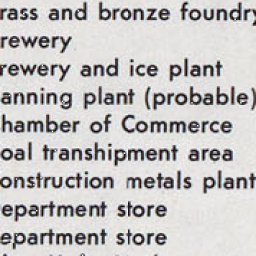 rass and bronze foundry
rewery
rewery and ice plant
anning plant (probable)
hamber of Commerce
oal transhipment area
onstruction metals plant
epartment store
epartment store